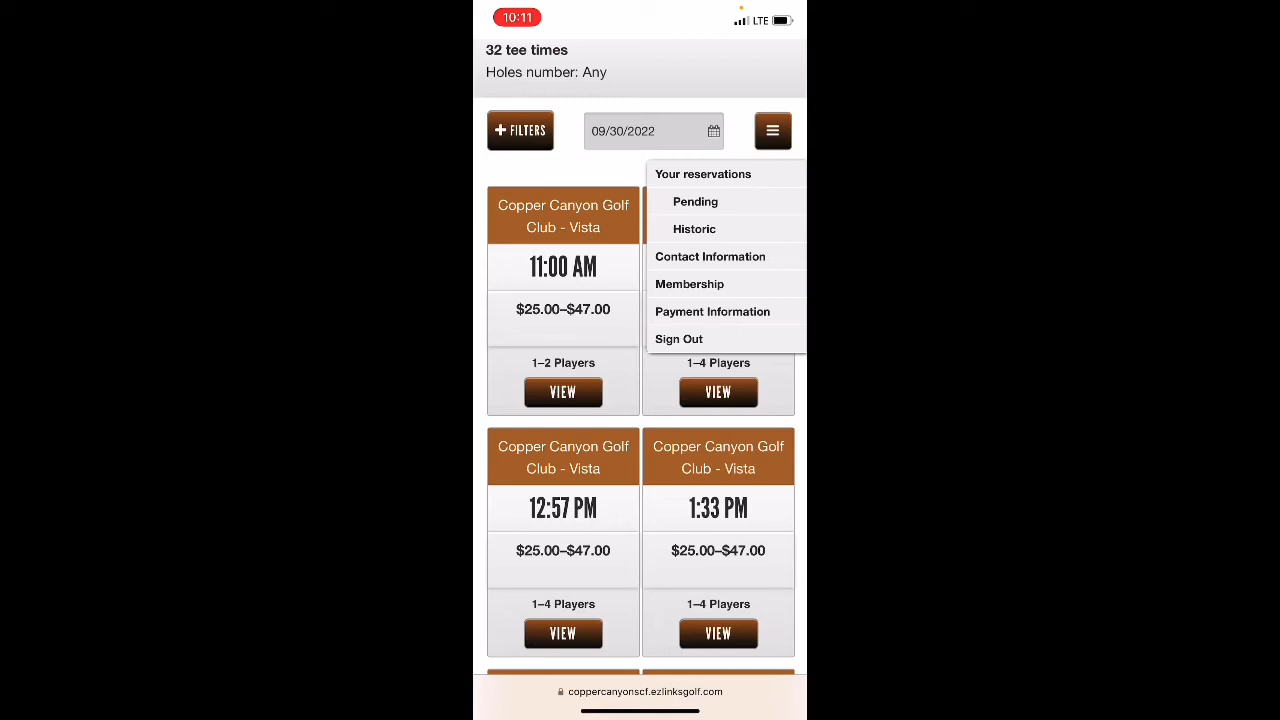 10:11
LTE
32 tee times
Holes number: Any
+ FILTERS
09/30/2022
Your reservations
Pending
Historic
Contact Information
Membership
Payment Information
Sign Out
Copper Canyon Golf
Club - Vista
11:00 AM
$25.00–$47.00
1–2 Players
VIEW
1–4 Players
VIEW
Copper Canyon Golf
Club - Vista
12:57 PM
$25.00–$47.00
1–4 Players
VIEW
Copper Canyon Golf
Club - Vista
1:33 PM
$25.00–$47.00
1–4 Players
VIEW
coppercanyonscf.ezlinksgolf.com